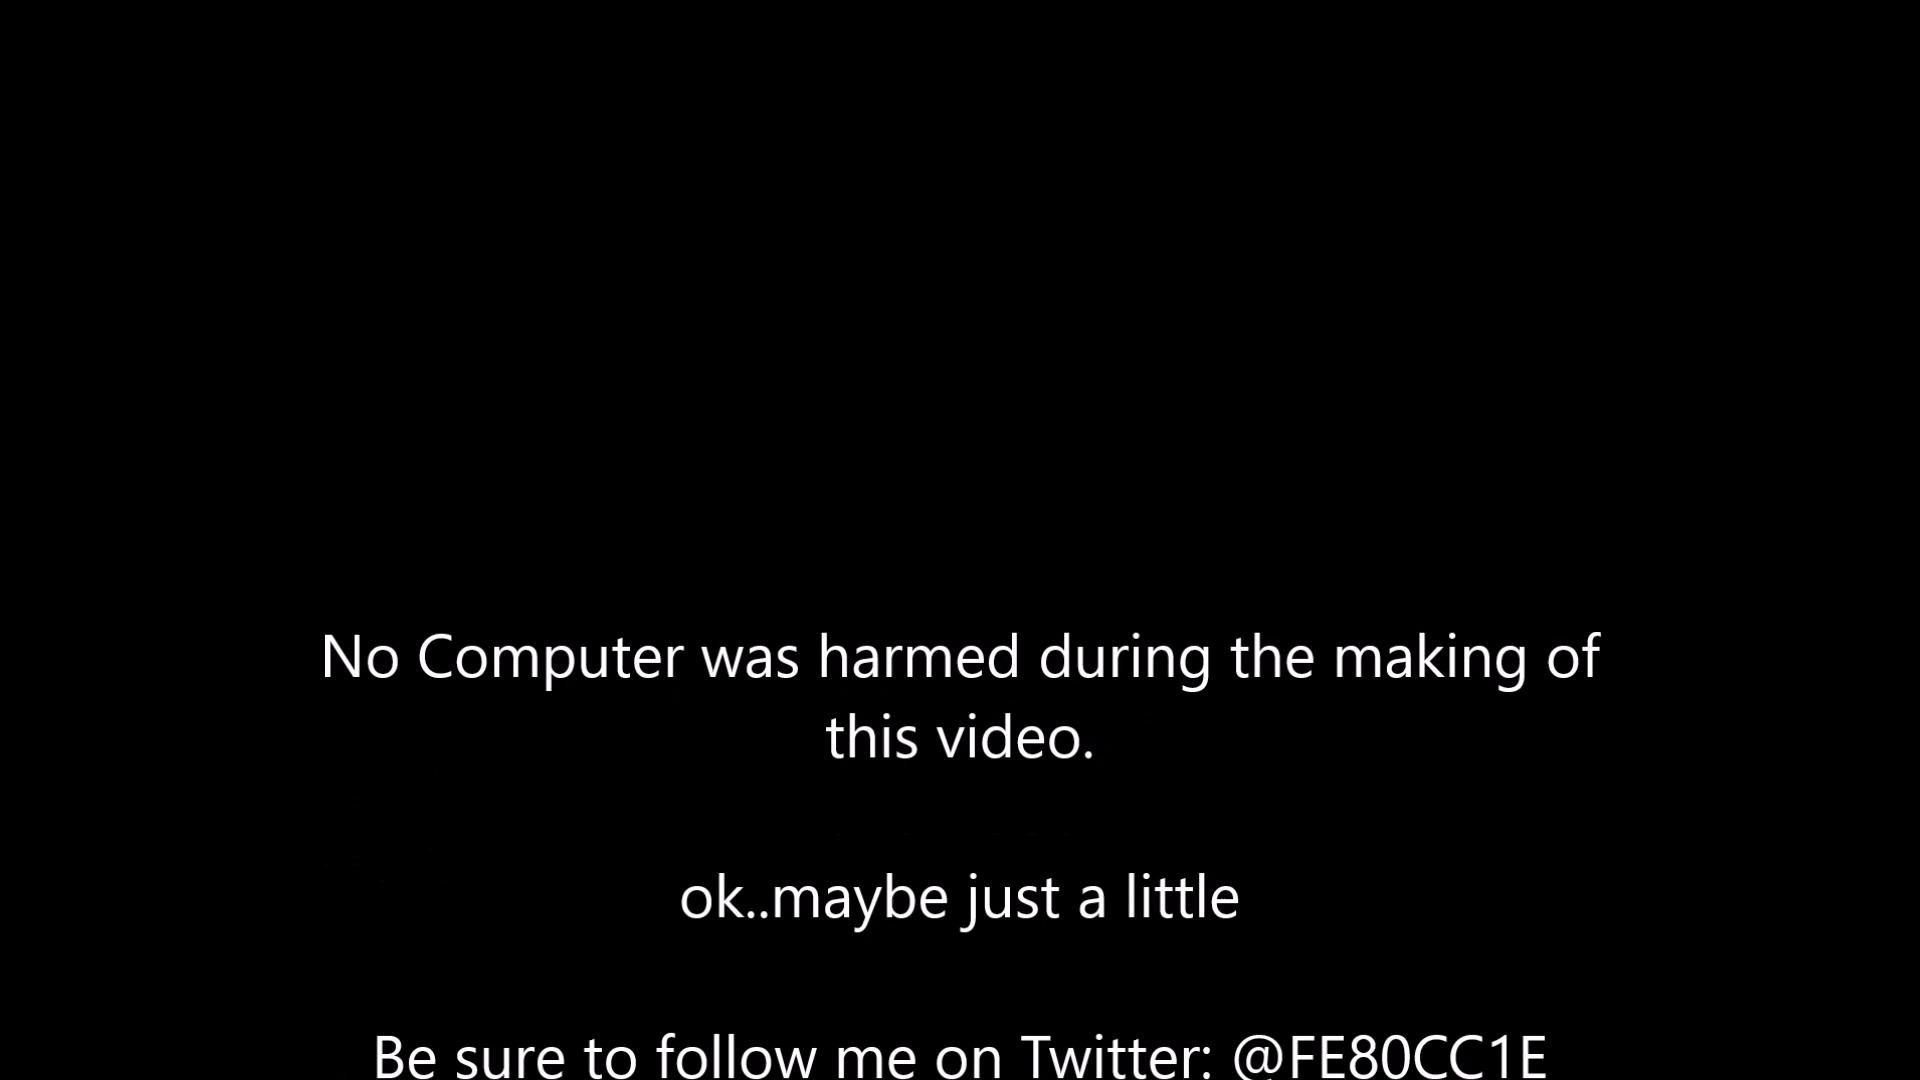 No Computer was harmed during the making of
this video.
ok..maybe just a little
Be sure to follow me on Twitter: @FE80CC1E